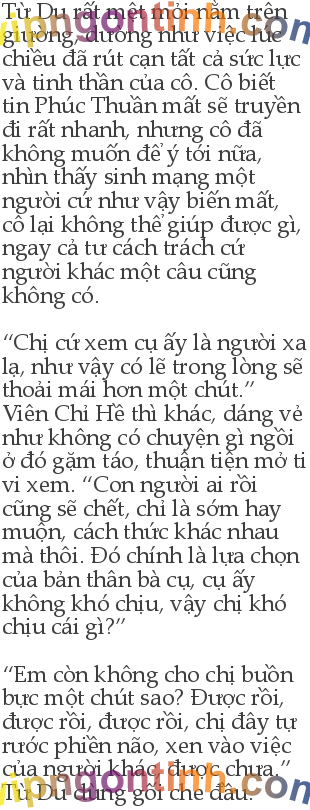 Từ Du rất mệt mỏi nằm trên
giường, dường như việc lúc
chiều đã rút cạn tất cả sức lực
và tinh thần của cô. Cô biết
tin Phúc Thuần mất sẽ truyền
đi rất nhanh, nhưng cô đã
không muốn để ý tới nữa,
nhìn thấy sinh mạng một
người cứ như vậy biến mất,
cô lại không thể giúp được gì,
ngay cả tư cách trách cứ
người khác một câu cũng
không có.
“Chị cứ xem cụ ấy là người xa
lạ, như vậy có lẽ trong lòng sẽ
thoải mái hơn một chút.”
Viên Chi Hề thì khác, dáng vẻ
như không có chuyện gì ngồi
ở đó gặm táo, thuận tiện mở ti
vi xem. “Con người ai rồi
cũng sẽ chết, chỉ là sớm hay
muộn, cách thức khác nhau
mà thôi. Đó chính là lựa chọn
của bản thân bà cụ, cụ ấy
không khó chịu, vậy chị khó
chịu cái gì?”
“Em còn không cho chị buồn
bực một chút sao? Được rồi,
được rồi, được rồi, chị đây tự
rước phiền não, xen vào việc
của người khác, được chưa.”
Từ Du dùng gối che đầu.
vipngontinh.com
vipngontinh.com